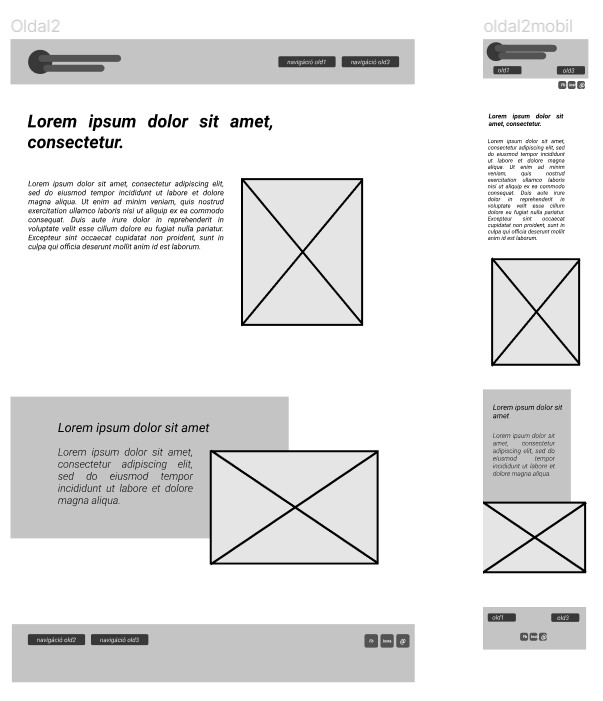 Oldal2
navigáció old1
navigáció old3
Lorem ipsum dolor sit amet,
consectetur.
Lorem ipsum dolor sit amet, consectetur adipiscing elit,
sed do eiusmod tempor incididunt ut labore et dolore
magna aliqua. Ut enim ad minim veniam, quis nostrud
exercitation ullamco laboris nisi ut aliquip ex ea commodo
consequat. Duis aute irure dolor in reprehenderit in
voluptate velit esse cillum dolore eu fugiat nulla pariatur.
Excepteur sint occaecat cupidatat non proident, sunt in
culpa qui officia deserunt mollit anim id est laborum.
Lorem ipsum dolor sit amet
Lorem ipsum dolor sit amet,
consectetur adipiscing elit,
sed do eiusmod tempor
incididunt ut labore et dolore
magna aliqua.
navigáció old2
navigáció old3
fb
insta
@
oldal2mobil
old1
old3
fb
insta
@
Lorem ipsum dolor sit
amet, consectetur.
Lorem ipsum dolor sit amet,
consectetur adipiscing elit, sed
do eiusmod tempor incididunt
ut labore et dolore magna
aliqua. Ut enim ad minim
veniam, quis nostrud
exercitation ullamco laboris
nisi ut aliquip ex ea commodo
consequat. Duis aute irure
dolor in reprehenderit in
voluptate velit esse cillum
dolore eu fugiat nulla pariatur.
Excepteur sint occaecat
cupidatat non proident, sunt in
culpa qui officia deserunt mollit
anim id est laborum.
Lorem ipsum dolor sit
amet
Lorem ipsum dolor sit
amet, consectetur
adipiscing elit, sed do
eiusmod tempor
incididunt ut labore et
dolore magna aliqua.
old1
old3
fb
insta
@